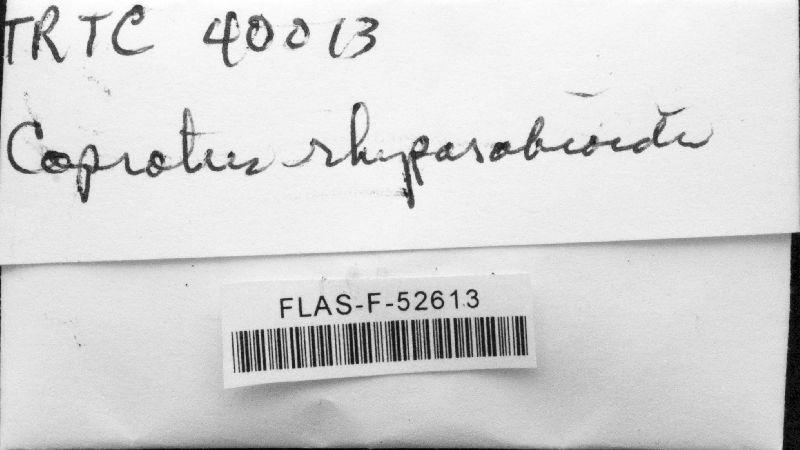 TRTC 40013
Coprotus rhyparobioides
FLAS-F-52613